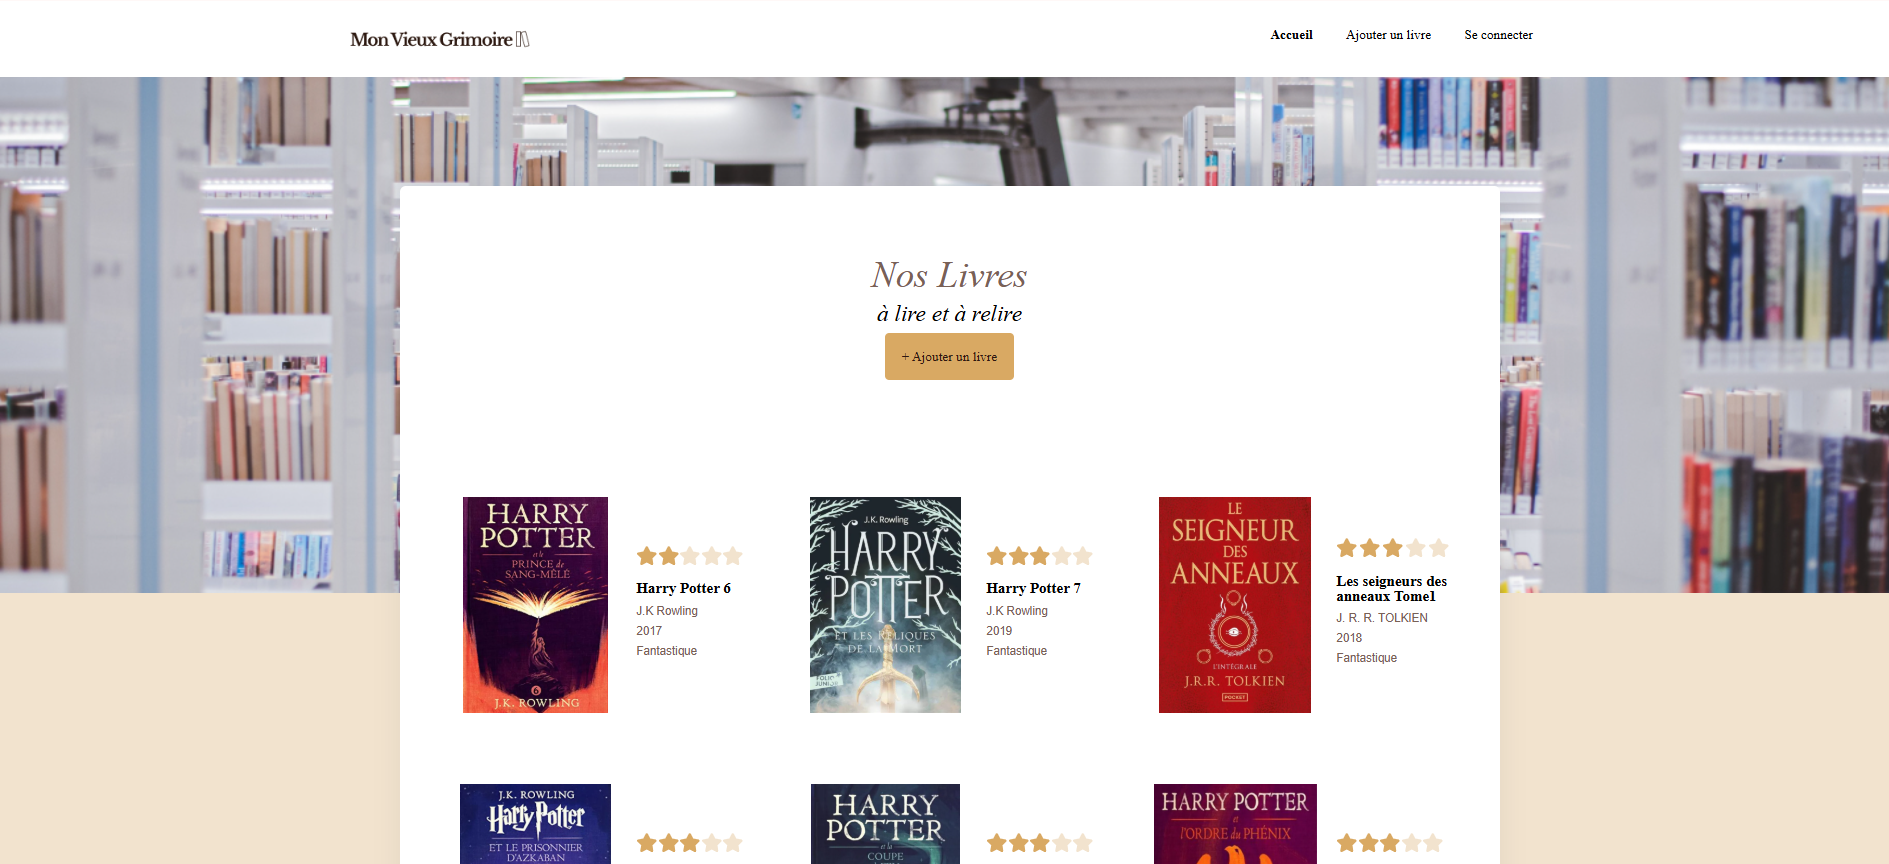 Mon Vieux Grimoire
Accueil
Ajouter un livre
Se connecter
Nos Livres
à lire et à relire
+ Ajouter un livre
HARRY
POTTER
et le
PRINCE de
SANG-MÊLÉ
6
J.K. ROWLING
Harry Potter 6
J.K Rowling
2017
Fantastique
J.K. Rowling
HARRY
POTTER
ET LES RELIQUES
DE LA MORT
FOLIO
JUNIOR
Harry Potter 7
J.K Rowling
2019
Fantastique
LE
SEIGNEUR
DES
ANNEAUX
L'INTÉGRALE
J.R.R. TOLKIEN
POCKET
Les seigneurs des
anneaux Tome1
J. R. R. TOLKIEN
2018
Fantastique
J.K. ROWLING
Harry Potter
ET LE PRISONNIER
D'AZKABAN
HARRY
POTTER
et la
COUPE
HARRY POTTER
et
l'ORDRE du PHÉNIX